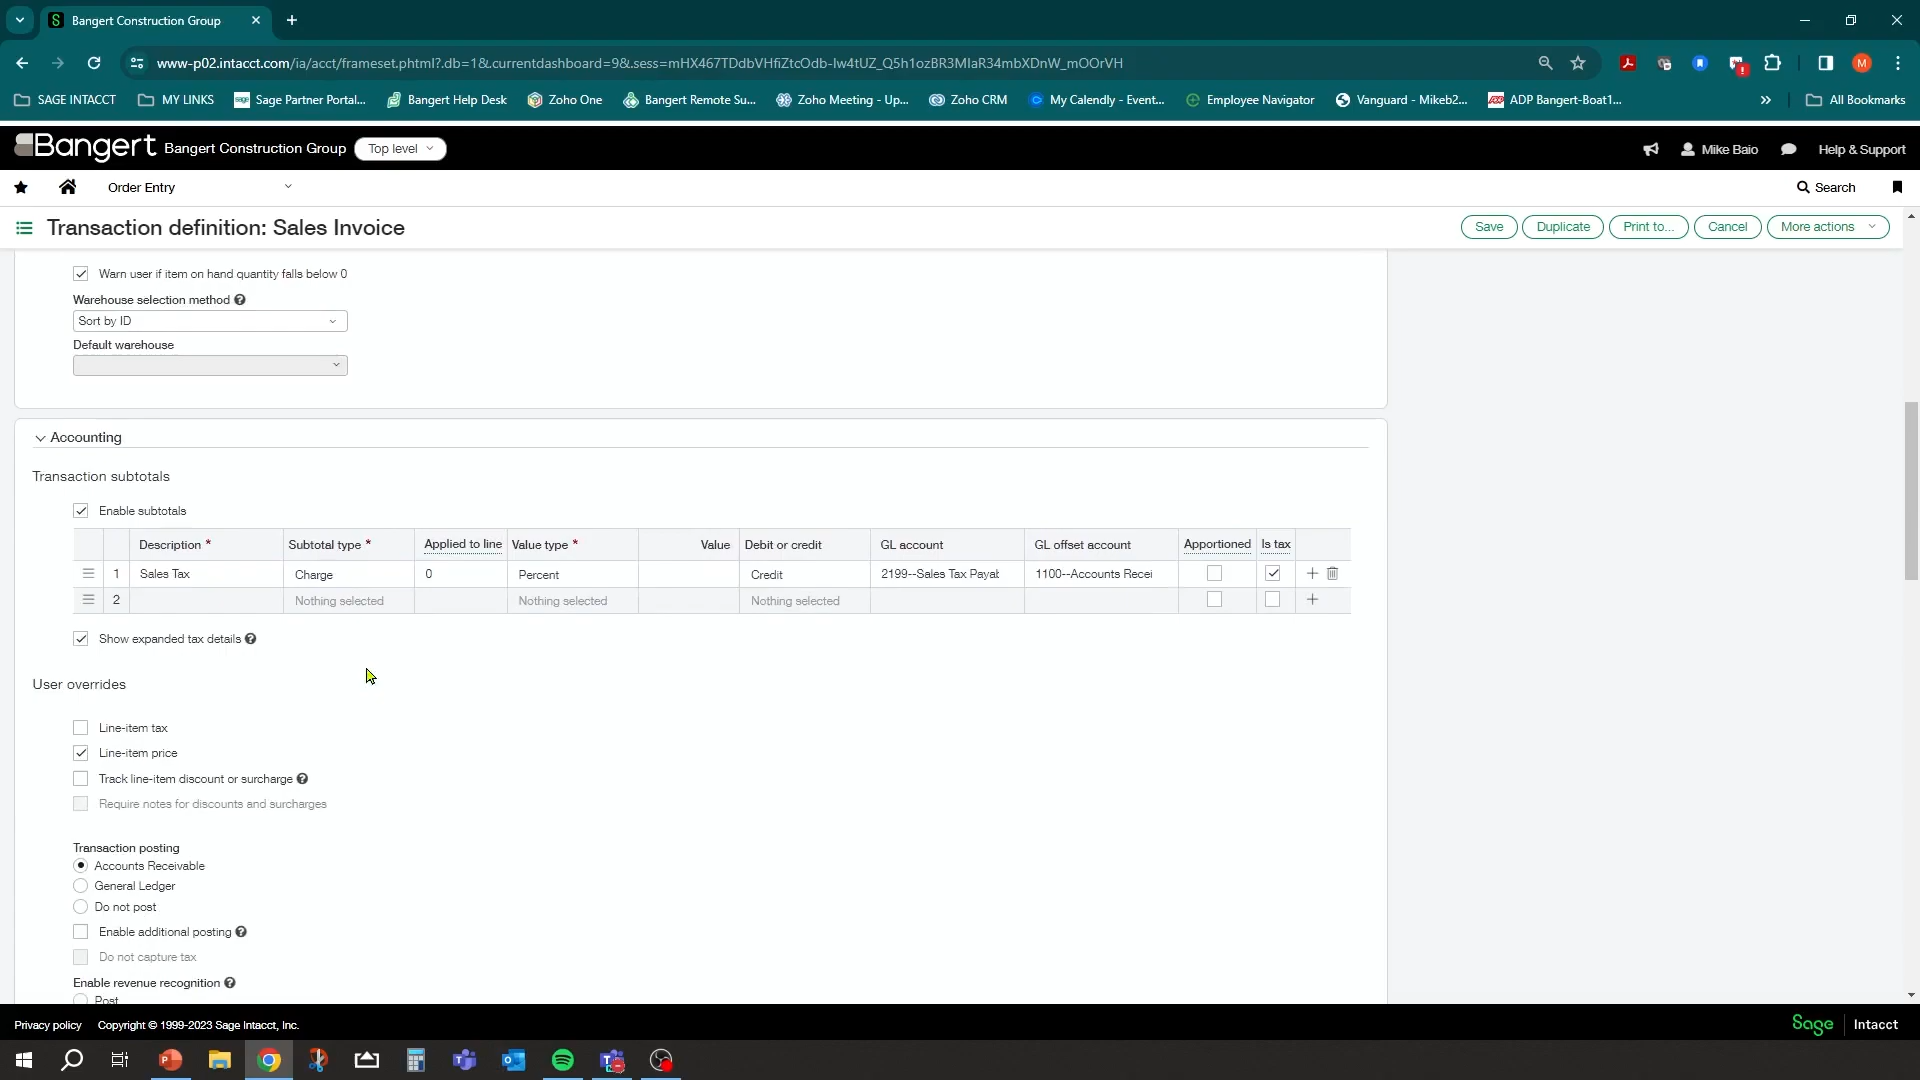 Bangert Construction Group
www-p02.intacct.com/ia/acct/frameset.phtml?.db=1&.currentdashboard=9&.sess=mHX467TDdbVHfiZtcOdb-Iw4tUZ_Q5h1ozBR3MIaR34mbXDnW_mOOrVH
SAGE INTACCT MY LINKS Sage Partner Portal... Bangert Help Desk Zoho One Bangert Remote Su... Zoho Meeting - Up... Zoho CRM My Calendly - Event... Employee Navigator Vanguard - Mikeb2... ADP Bangert-Boat1... » All Bookmarks
Bangert Bangert Construction Group Top level Mike Baio Help & Support
Order Entry Search
Transaction definition: Sales Invoice Save Duplicate Print to... Cancel More actions
Warn user if item on hand quantity falls below 0
Warehouse selection method
Sort by ID
Default warehouse
Accounting
Transaction subtotals
Enable subtotals
Description * Subtotal type * Applied to line Value type * Value Debit or credit GL account GL offset account Apportioned Is tax
1 Sales Tax Charge 0 Percent Credit 2199--Sales Tax Payab 1100--Accounts Recei
2 Nothing selected Nothing selected Nothing selected
Show expanded tax details
User overrides
Line-item tax
Line-item price
Track line-item discount or surcharge
Require notes for discounts and surcharges
Transaction posting
Accounts Receivable
General Ledger
Do not post
Enable additional posting
Do not capture tax
Enable revenue recognition
Post
Privacy policy Copyright © 1999-2023 Sage Intacct, Inc. Sage Intacct